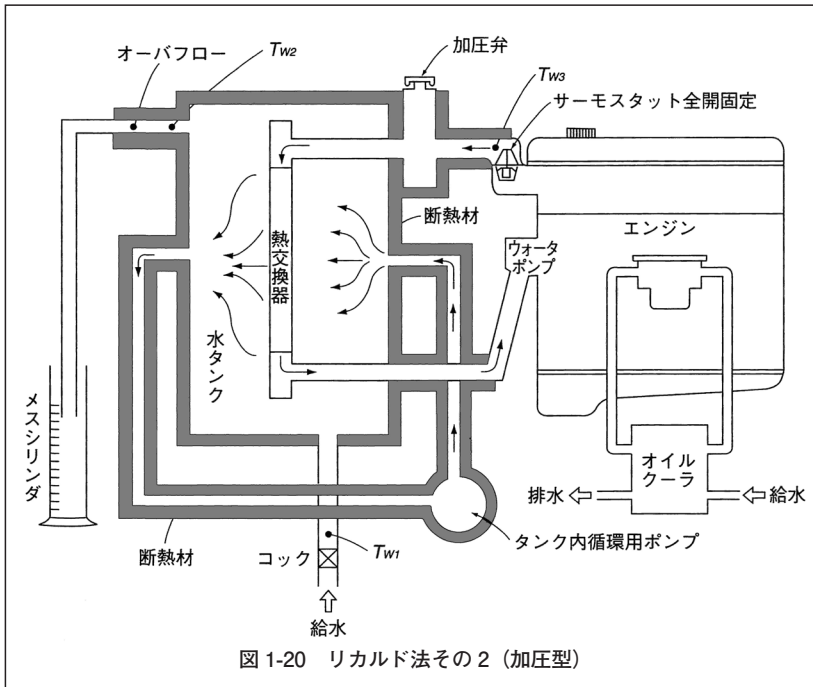 オーバフロー
Tw2
加圧弁
Tw3
サーモスタット全開固定
断熱材
エンジン
ウォータ
ポンプ
熱交換器
水タンク
メスシリンダ
オイル
クーラ
排水
給水
タンク内循環用ポンプ
断熱材
コック
Tw1
給水
図 1-20 リカルド法その 2（加圧型）